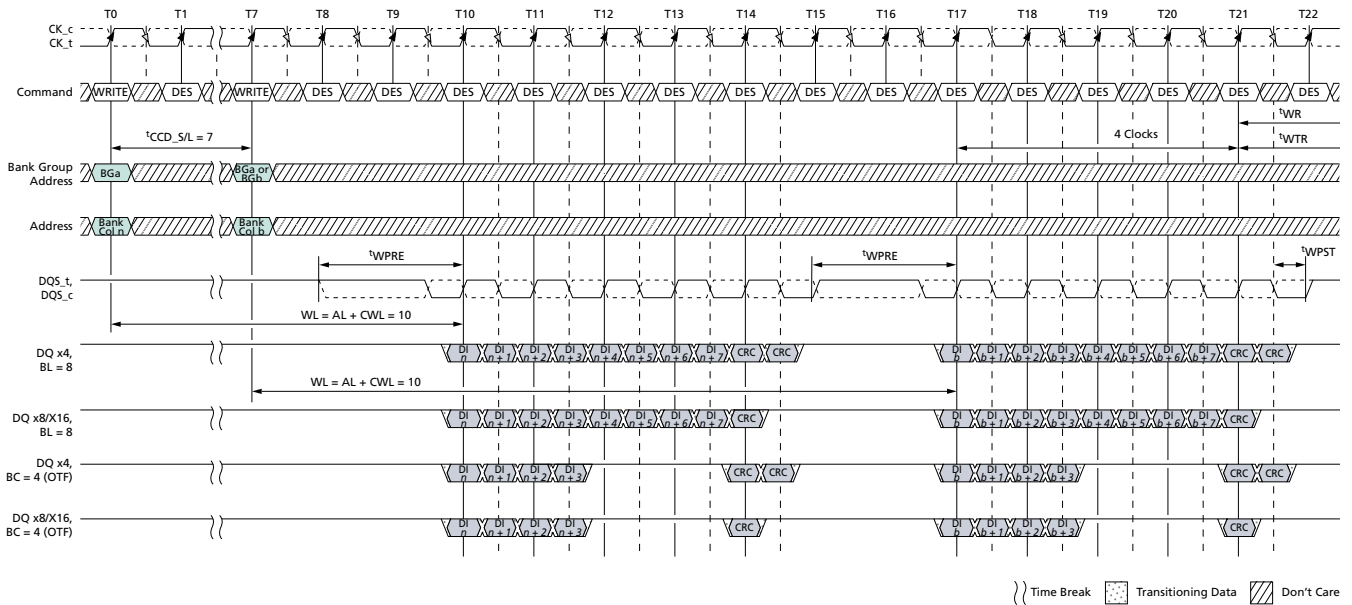 T0 T1 T7 T8 T9 T10 T11 T12 T13 T14 T15 T16 T17 T18 T19 T20 T21 T22
CK_c
CK_t
Command WRITE DES WRITE DES DES DES DES DES DES DES DES DES DES DES DES DES DES DES
tWR
tCCD_S/L = 7 4 Clocks tWTR
Bank Group
Address
BGa
BGa or
BGb
Address
Bank
Col n
Bank
Col b
tWPRE tWPRE tWPST
DQS_t,
DQS_c
WL = AL + CWL = 10
DQ x4,
BL = 8
DI
n
DI
n + 1
DI
n + 2
DI
n + 3
DI
n + 4
DI
n + 5
DI
n + 6
DI
n + 7
CRC CRC
DI
b
DI
b + 1
DI
b + 2
DI
b + 3
DI
b + 4
DI
b + 5
DI
b + 6
DI
b + 7
CRC CRC
WL = AL + CWL = 10
DQ x8/X16,
BL = 8
DI
n
DI
n + 1
DI
n + 2
DI
n + 3
DI
n + 4
DI
n + 5
DI
n + 6
DI
n + 7
CRC
DI
b
DI
b + 1
DI
b + 2
DI
b + 3
DI
b + 4
DI
b + 5
DI
b + 6
DI
b + 7
CRC
DQ x4,
BC = 4 (OTF)
DI
n
DI
n + 1
DI
n + 2
DI
n + 3
CRC CRC
DI
b
DI
b + 1
DI
b + 2
DI
b + 3
CRC CRC
DQ x8/X16,
BC = 4 (OTF)
DI
n
DI
n + 1
DI
n + 2
DI
n + 3
CRC
DI
b
DI
b + 1
DI
b + 2
DI
b + 3
CRC
Time Break Transitioning Data Don't Care